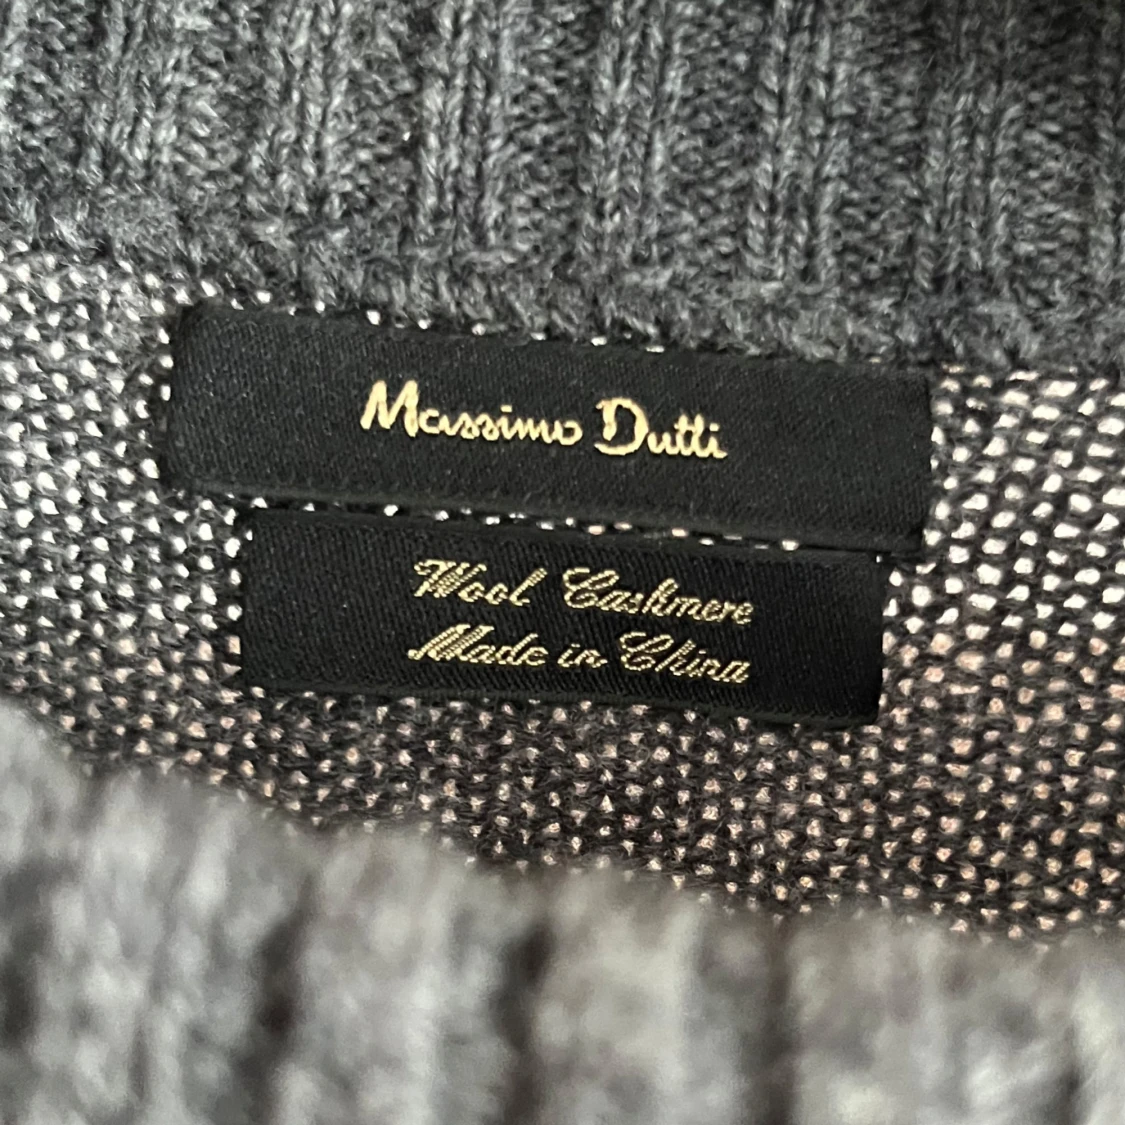 Massimo Dutti
Wool Cashmere
Made in China